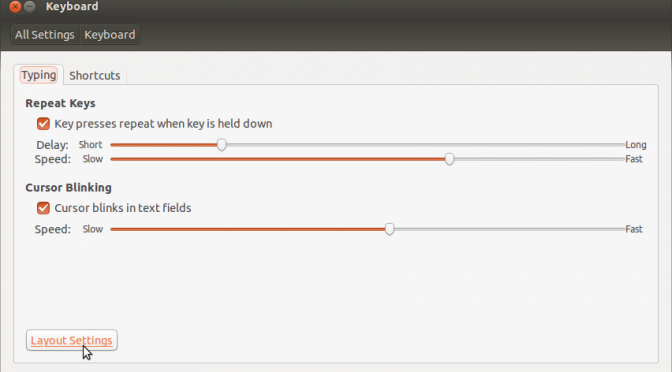 Keyboard
All Settings Keyboard
Typing Shortcuts
Repeat Keys
Key presses repeat when key is held down
Delay: Short Long
Speed: Slow Fast
Cursor Blinking
Cursor blinks in text fields
Speed: Slow Fast
Layout Settings